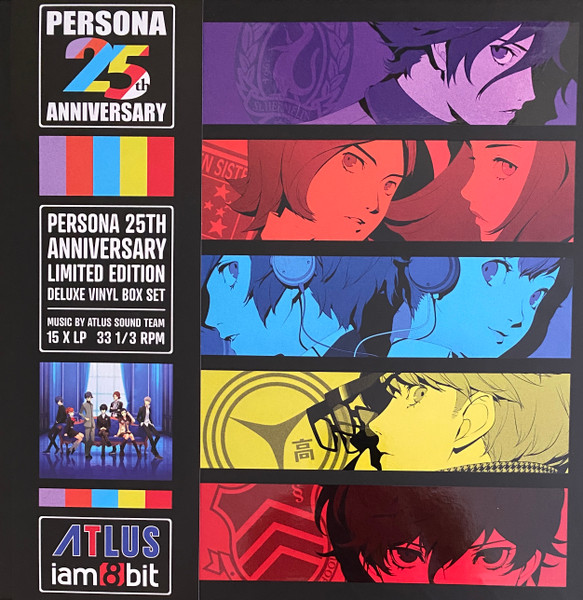 PERSONA
25th
ANNIVERSARY
PERSONA 25TH
ANNIVERSARY
LIMITED EDITION
DELUXE VINYL BOX SET
MUSIC BY ATLUS SOUND TEAM
15 X LP 33 1/3 RPM
ATLUS
iam8bit
N SISTE
高